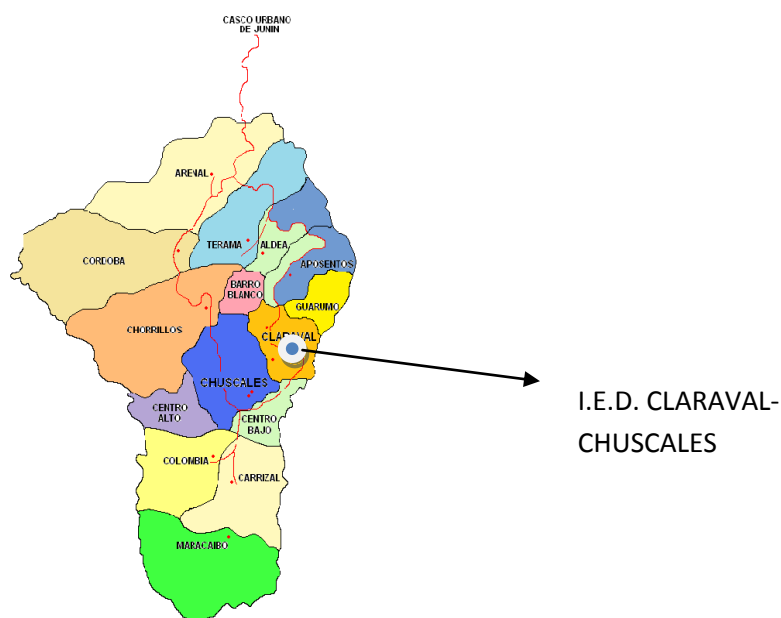 CASCO URBANO
DE JUNIN
ARENAL
TERAMA
ALDEA
CORDOBA
APOSENTOS
BARRO
BLANCO
GUARUMO
CHORRILLOS
CLARAVAL
CHUSCALES
I.E.D. CLARAVAL-
CHUSCALES
CENTRO
ALTO
CENTRO
BAJO
COLOMBIA
CARRIZAL
MARACAIBO